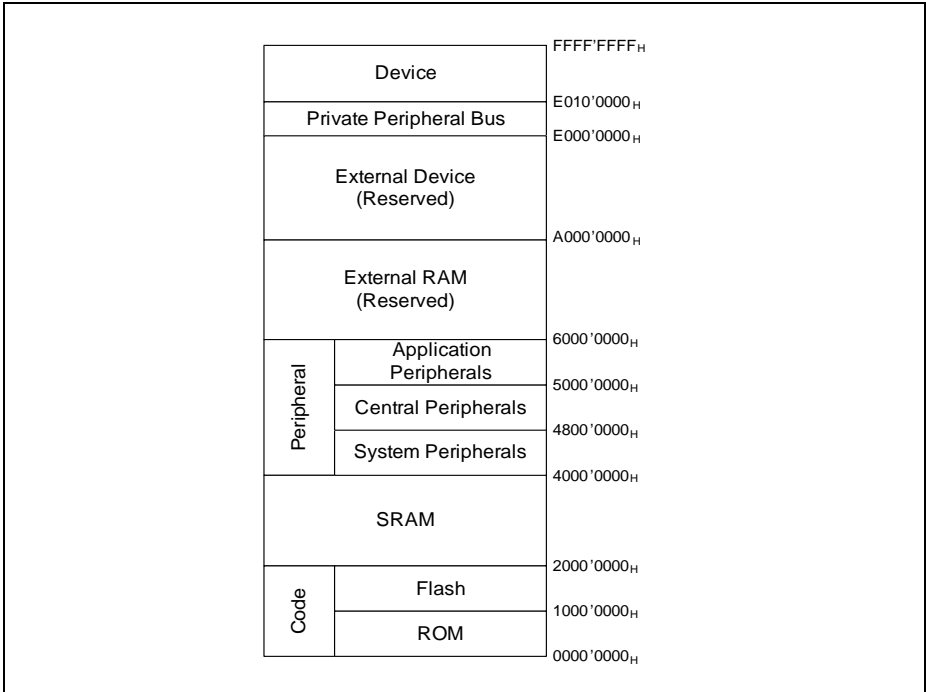 FFFF'FFFFH
Device
E010'0000H
Private Peripheral Bus
E000'0000H
External Device
(Reserved)
A000'0000H
External RAM
(Reserved)
6000'0000H
Peripheral
Application
Peripherals
5000'0000H
Central Peripherals
4800'0000H
System Peripherals
4000'0000H
SRAM
2000'0000H
Code
Flash
1000'0000H
ROM
0000'0000H